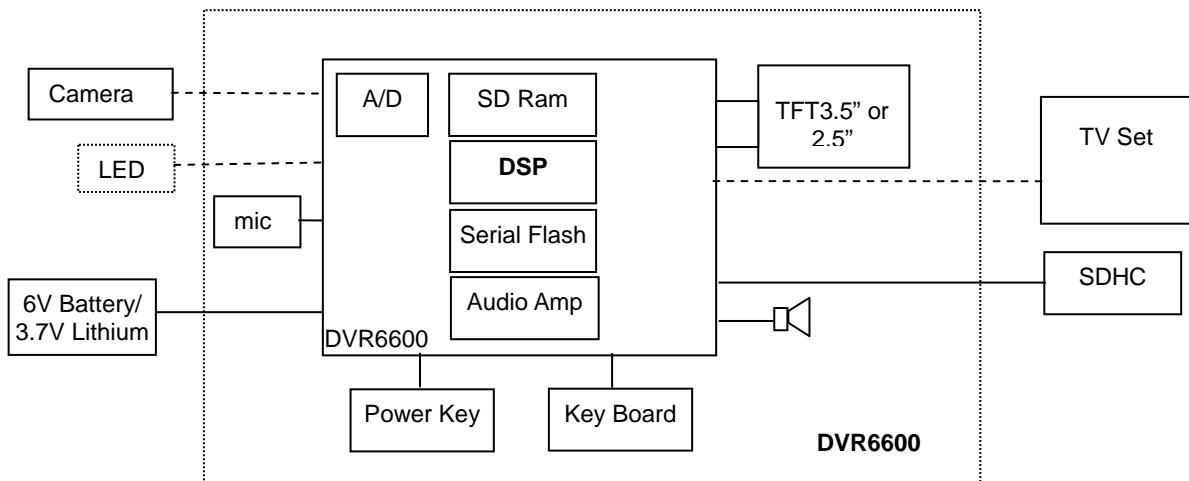 Camera
LED
mic
6V Battery/
3.7V Lithium
A/D
SD Ram
DSP
Serial Flash
Audio Amp
DVR6600
Power Key
Key Board
TFT3.5” or
2.5”
TV Set
SDHC
DVR6600